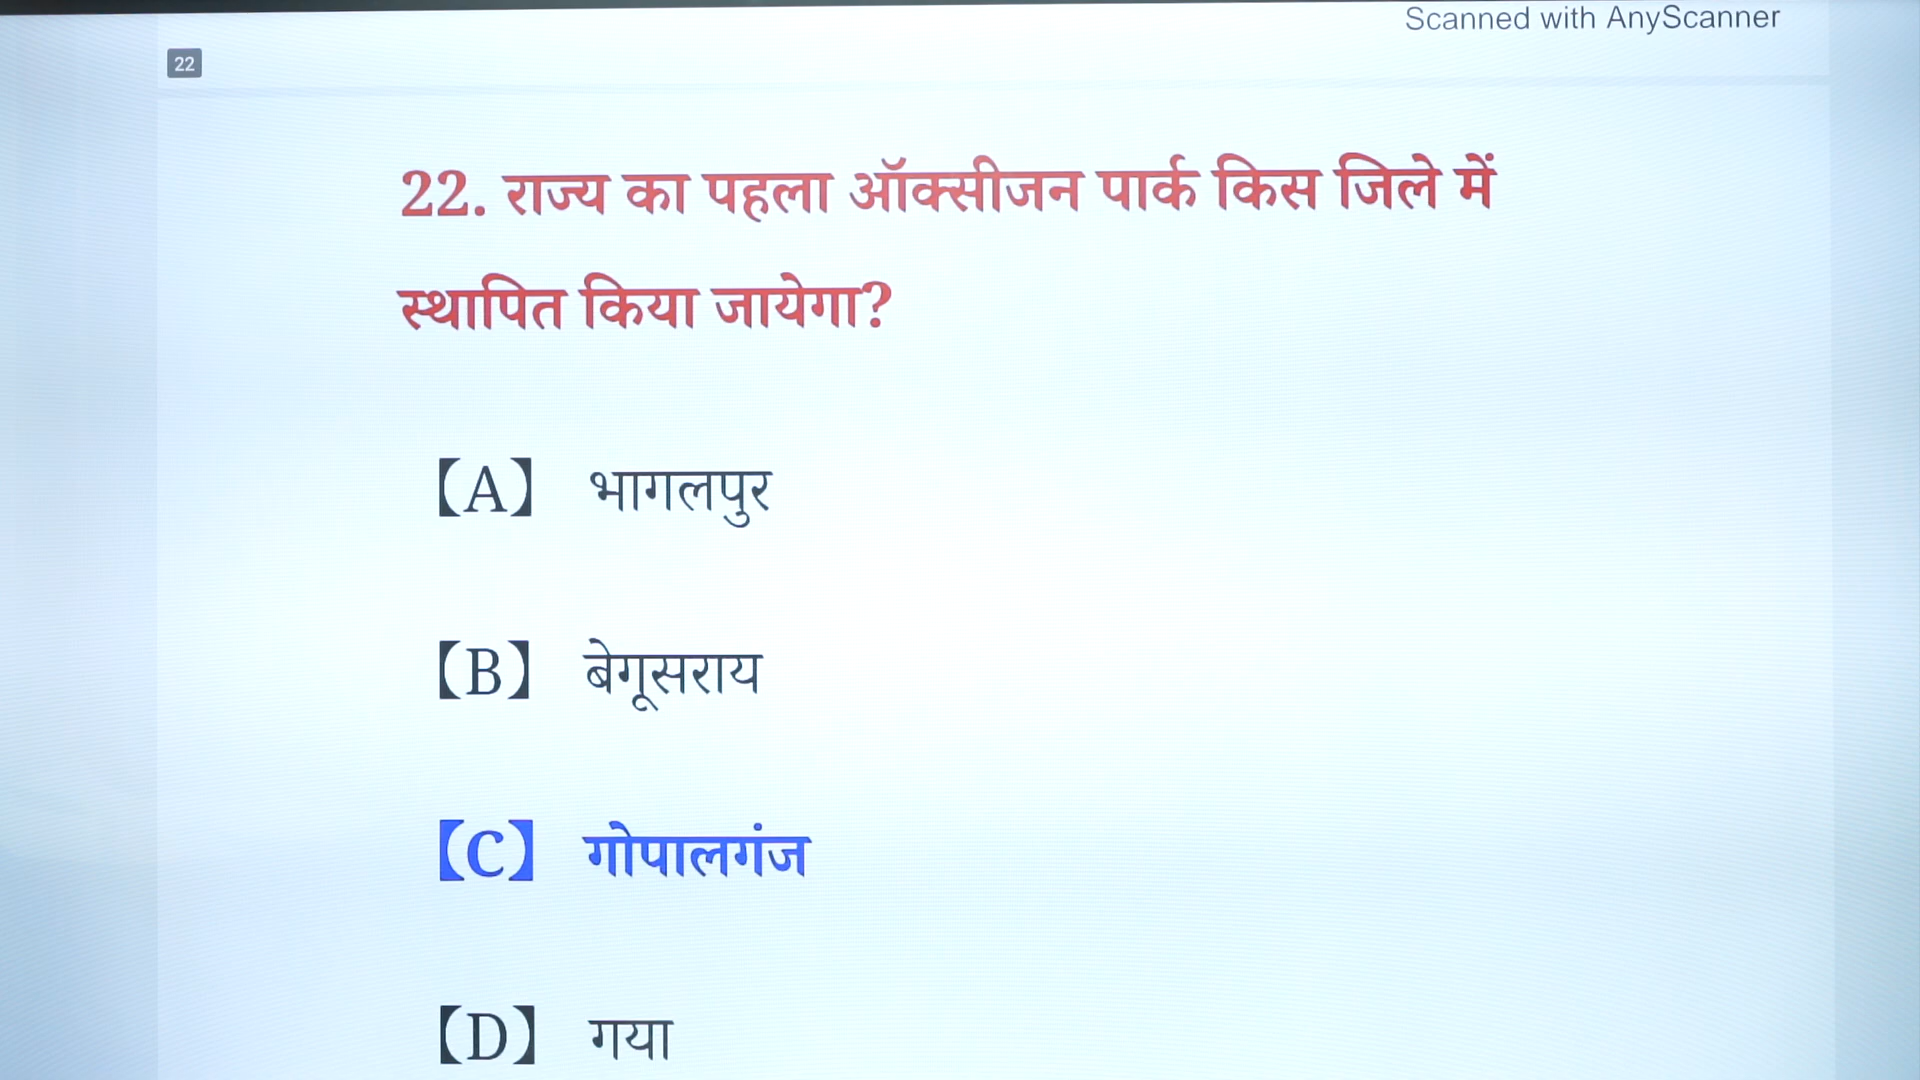 Scanned with AnyScanner
22
22. राज्य का पहला ऑक्सीजन पार्क किस जिले में
स्थापित किया जायेगा?
【A】 भागलपुर
【B】 बेगूसराय
【C】 गोपालगंज
【D】 गया